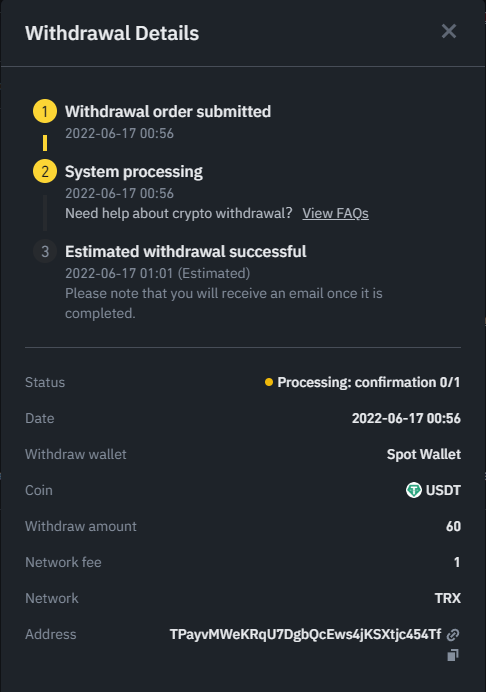 Withdrawal Details
1 Withdrawal order submitted
2022-06-17 00:56
2 System processing
2022-06-17 00:56
Need help about crypto withdrawal? View FAQs
3 Estimated withdrawal successful
2022-06-17 01:01 (Estimated)
Please note that you will receive an email once it is
completed.
Status Processing: confirmation 0/1
Date 2022-06-17 00:56
Withdraw wallet Spot Wallet
Coin USDT
Withdraw amount 60
Network fee 1
Network TRX
Address TPayvMWeKRqU7DgbQcEws4jKSXtjc454Tf